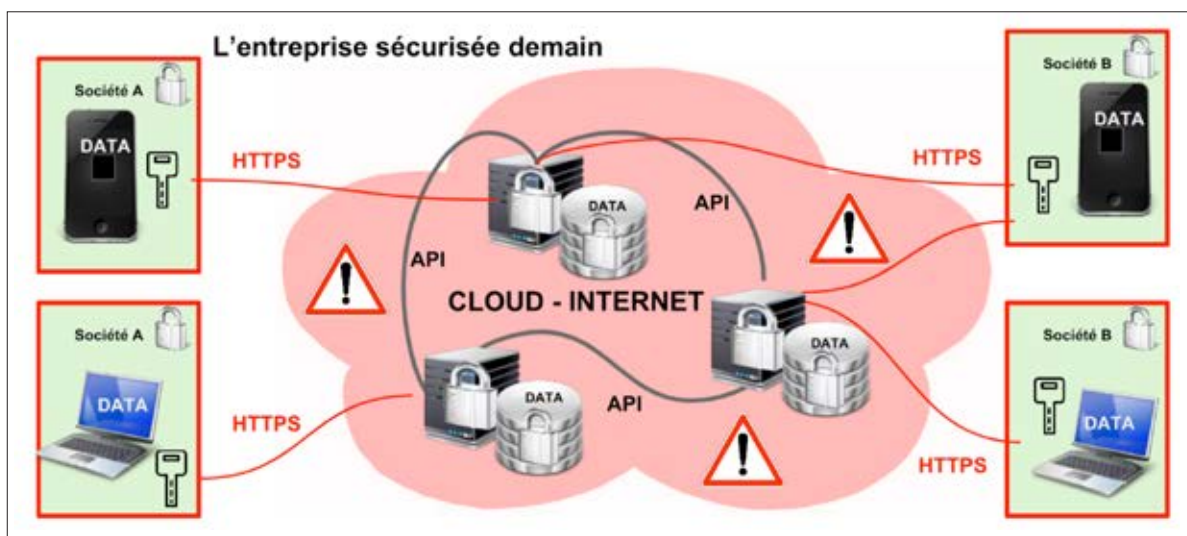 L'entreprise sécurisée demain
Société A
DATA
HTTPS
Société B
DATA
HTTPS
DATA
API
API
CLOUD - INTERNET
Société A
DATA
HTTPS
DATA
API
DATA
Société B
DATA
HTTPS